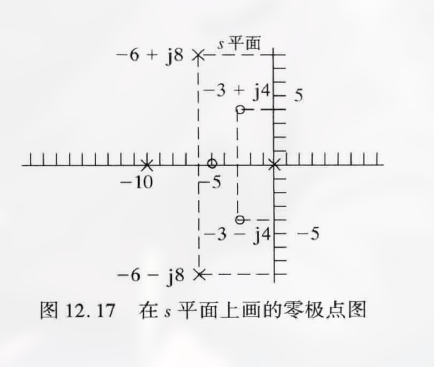 s平面
−6 + j8
−3 + j4
5
−10
−5
−3 − j4
−5
−6 − j8
图 12.17 在 s 平面上画的零极点图